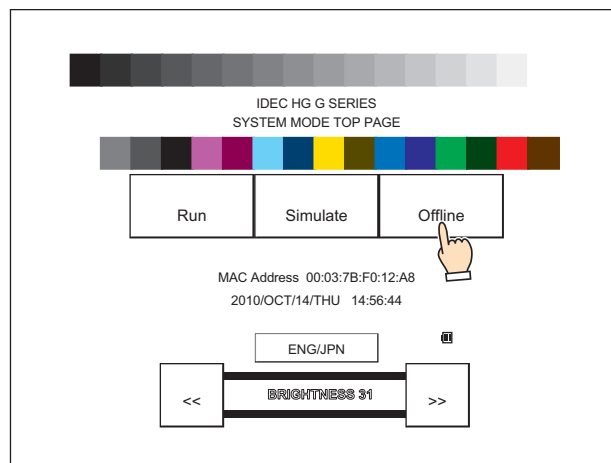 IDEC HG G SERIES
SYSTEM MODE TOP PAGE
Run Simulate Offline
MAC Address 00:03:7B:F0:12:A8
2010/OCT/14/THU 14:56:44
ENG/JPN
<< BRIGHTNESS 31 >>